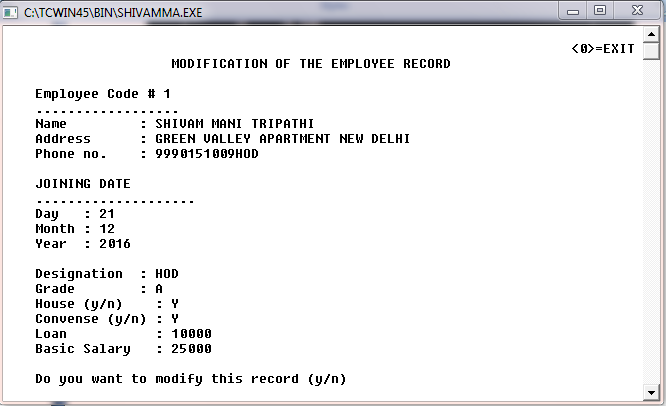 C:\TCWIN45\BIN\SHIVAMMA.EXE
<0>=EXIT
MODIFICATION OF THE EMPLOYEE RECORD
Employee Code # 1
------------------
Name : SHIVAM MANI TRIPATHI
Address : GREEN VALLEY APARTMENT NEW DELHI
Phone no. : 9990151009HOD
JOINING DATE
--------------------
Day : 21
Month : 12
Year : 2016
Designation : HOD
Grade : A
House (y/n) : Y
Convense (y/n) : Y
Loan : 10000
Basic Salary : 25000
Do you want to modify this record (y/n)